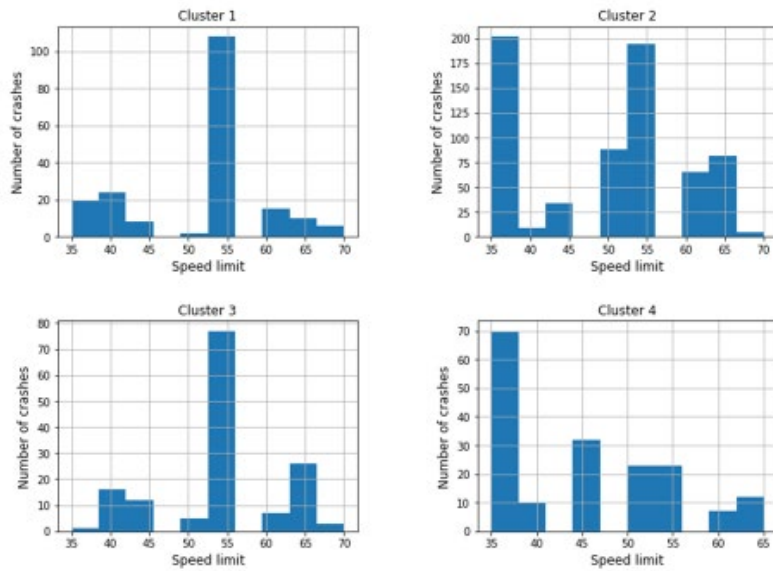 Cluster 1
Number of crashes
100
80
60
40
20
0
35 40 45 50 55 60 65 70
Speed limit
Cluster 2
Number of crashes
200
175
150
125
100
75
50
25
0
35 40 45 50 55 60 65 70
Speed limit
Cluster 3
Number of crashes
80
70
60
50
40
30
20
10
0
35 40 45 50 55 60 65 70
Speed limit
Cluster 4
Number of crashes
70
60
50
40
30
20
10
0
35 40 45 50 55 60 65
Speed limit